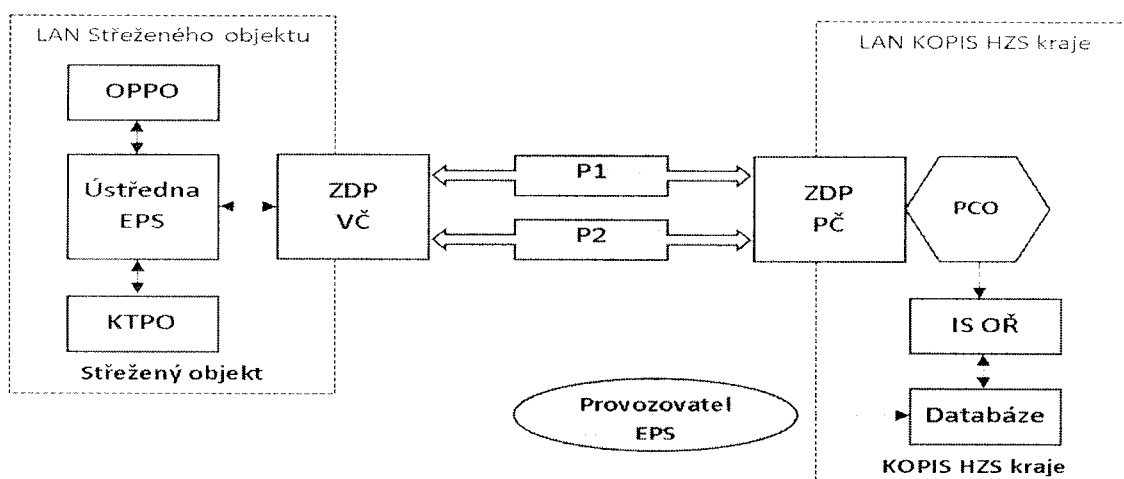 LAN Střeženého objektu
OPPO
Ústředna
EPS
KTPO
Střežený objekt
ZDP
VČ
P1
P2
LAN KOPIS HZS kraje
ZDP
PČ
PCO
IS OŘ
Databáze
KOPIS HZS kraje
Provozovatel
EPS